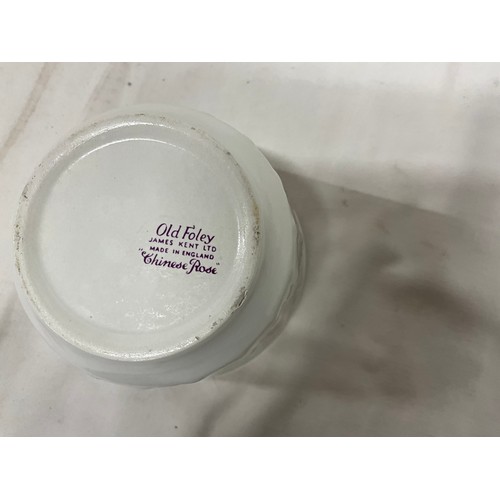 Old Foley
JAMES KENT LTD
MADE IN ENGLAND
"Chinese Rose"